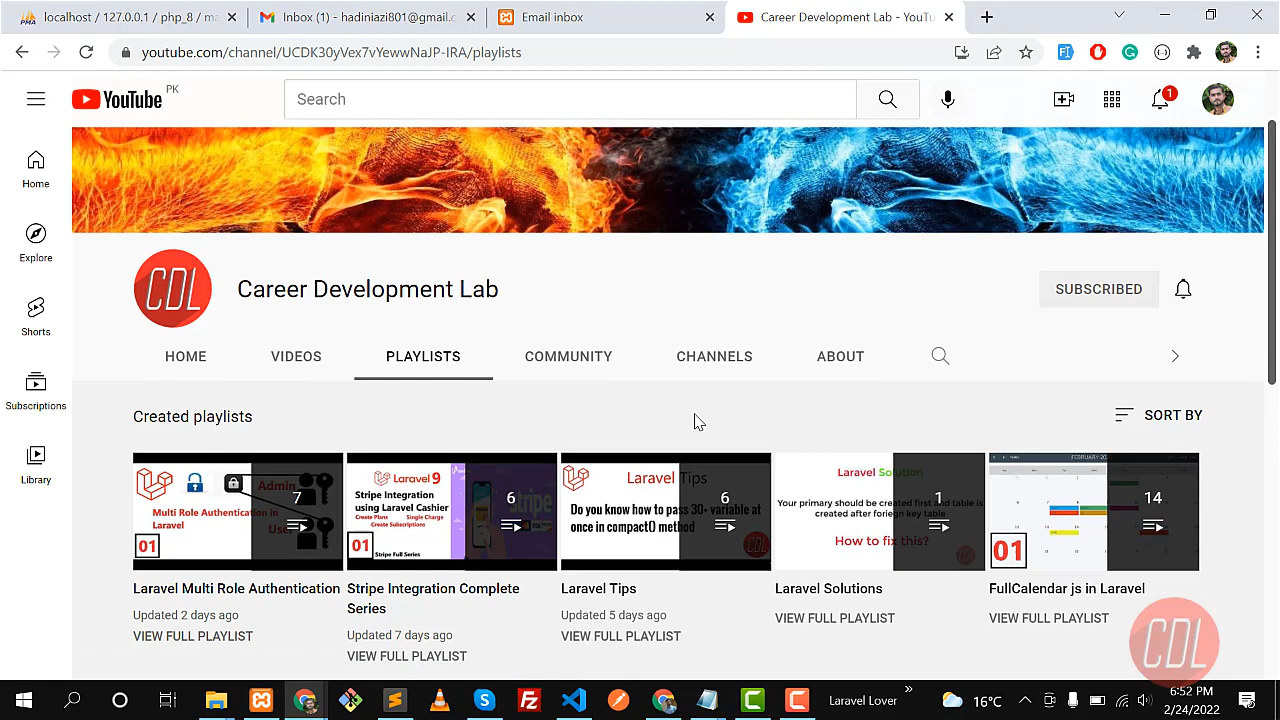 localhost / 127.0.0.1 / php_8 / ma
Inbox (1) - hadiniazi801@gmail.c
Email inbox
Career Development Lab - YouTu
youtube.com/channel/UCDK30yVex7vYewwNaJP-IRA/playlists
YouTube PK
Search
1
Home
Explore
Shorts
Subscriptions
Library
CDL
Career Development Lab
SUBSCRIBED
HOME VIDEOS PLAYLISTS COMMUNITY CHANNELS ABOUT
Created playlists
SORT BY
Multi Role Authentication in
Laravel
Admin
User
01
7
Laravel 9
Stripe Integration
using Laravel Cashier
Create Plans Single Charge
Create Subscriptions
01
Stripe Full Series
stripe
6
Laravel Tips
Do you know how to pass 30+ variable at
once in compact() method
6
Laravel Solution
Your primary should be created first and table is
created after foriegn key table
How to fix this?
1
FEBRUARY 202
01
14
Laravel Multi Role Authentication
Updated 2 days ago
VIEW FULL PLAYLIST
Stripe Integration Complete
Series
Updated 7 days ago
VIEW FULL PLAYLIST
Laravel Tips
Updated 5 days ago
VIEW FULL PLAYLIST
Laravel Solutions
VIEW FULL PLAYLIST
FullCalendar js in Laravel
VIEW FULL PLAYLIST
CDL
Laravel Lover
16°C
6:52 PM
2/24/2022